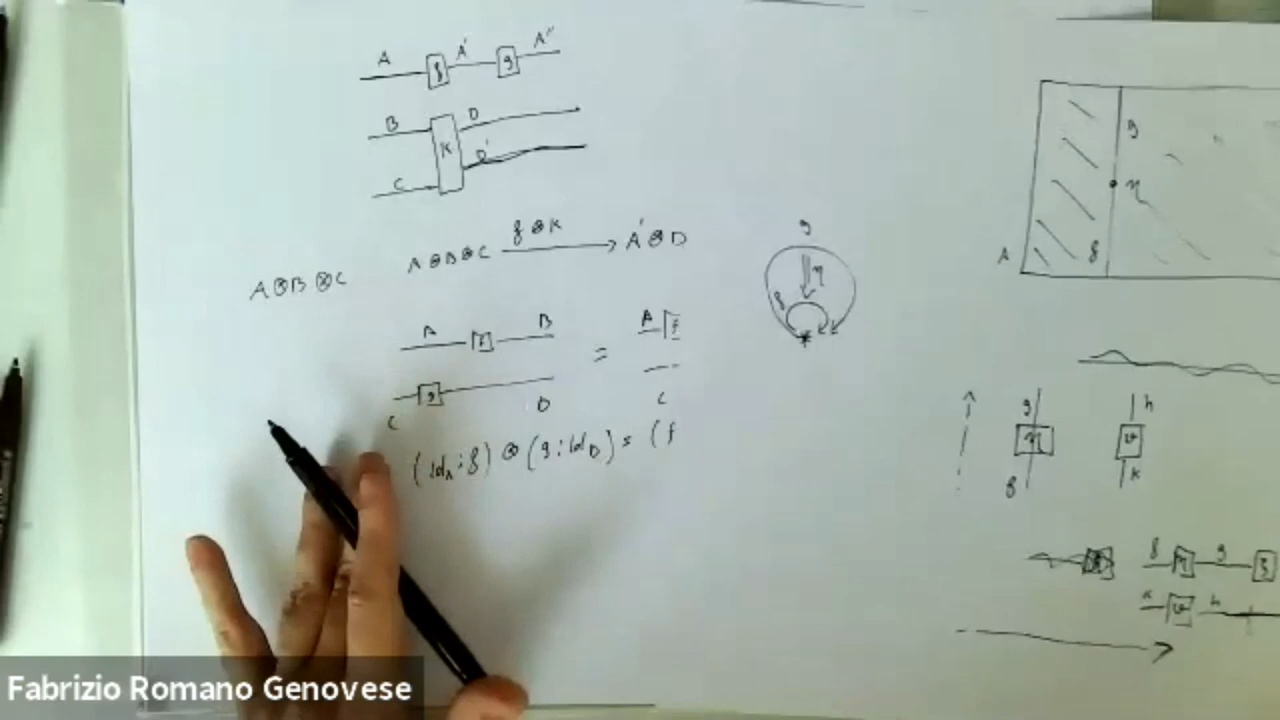 A f A' g A''
B K D
C D'
A⊗B⊗C
A⊗B⊗C f⊗K → A'⊗D
A f B = A f
C g D C
(Id_A ; f) ⊗ (g ; Id_D) = (f
g
η
f
*
g
η
A f
g h
η
f k
f η g
h
Fabrizio Romano Genovese